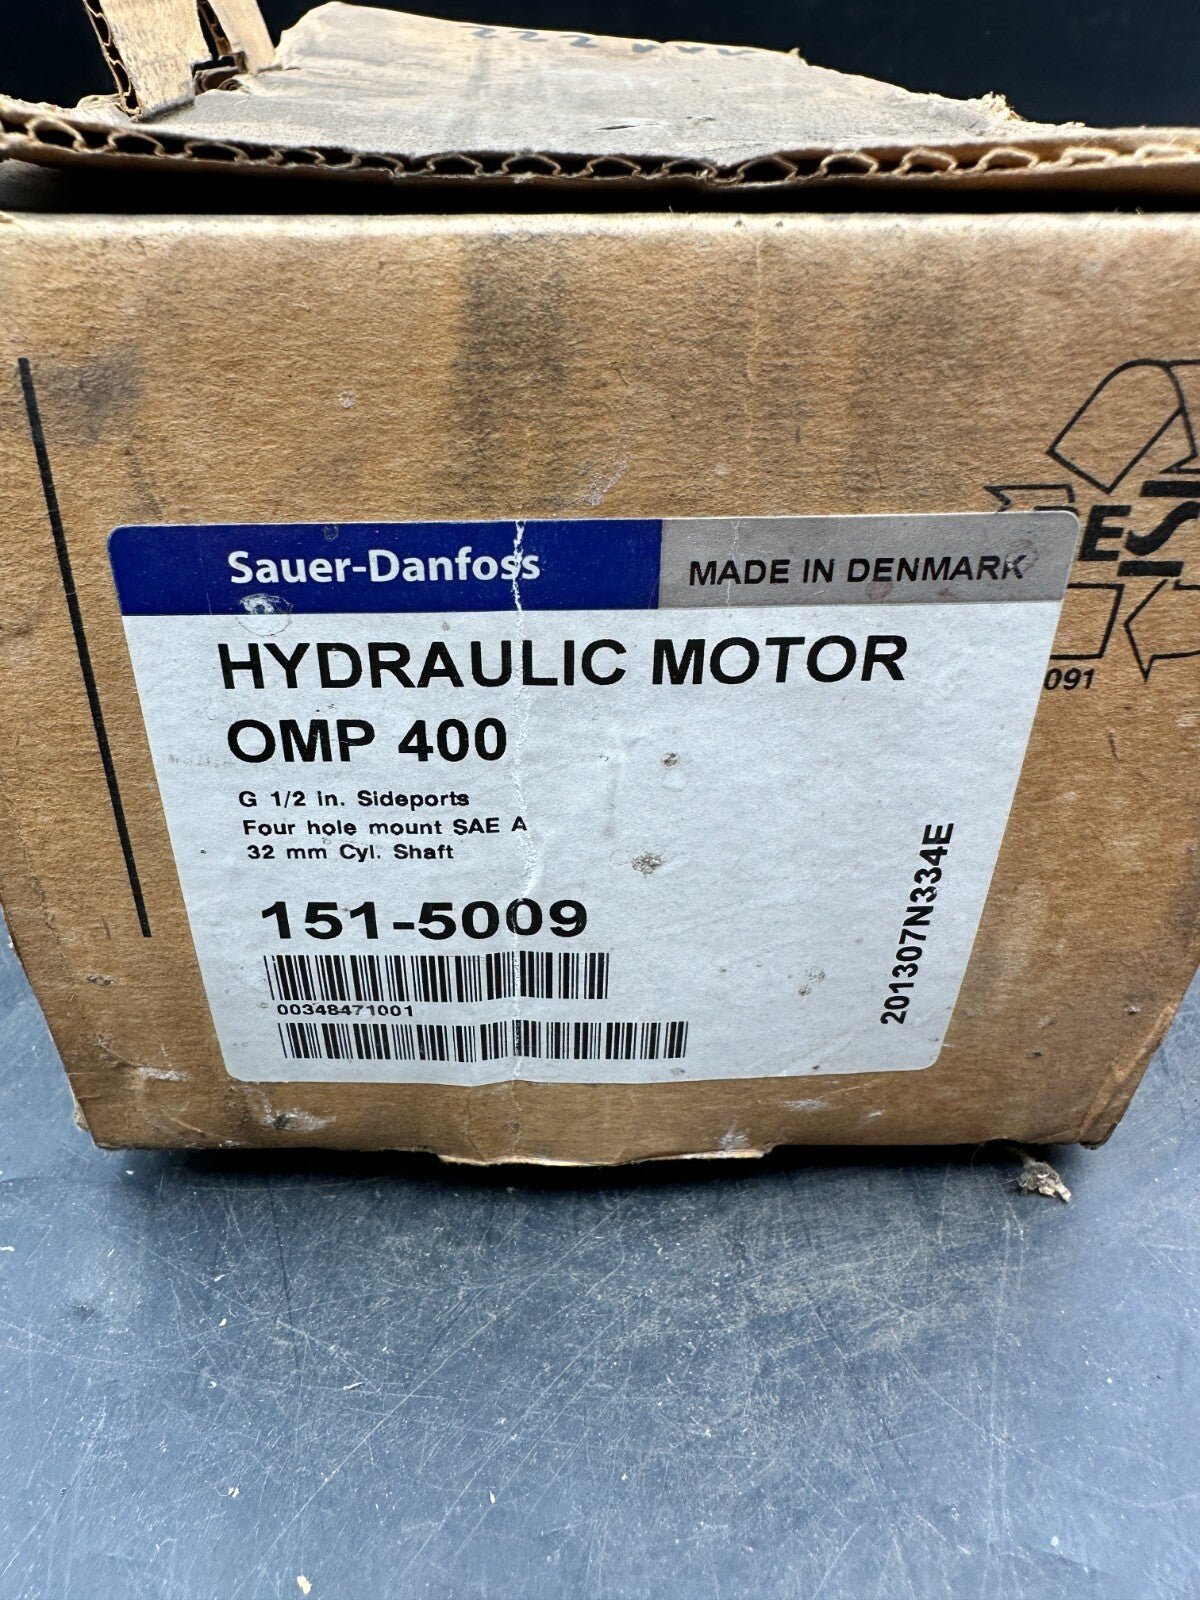 Sauer-Danfoss
MADE IN DENMARK
HYDRAULIC MOTOR
OMP 400
G 1/2 in. Sideports
Four hole mount SAE A
32 mm Cyl. Shaft
151-5009
00348471001
201307N334E
RESY
091